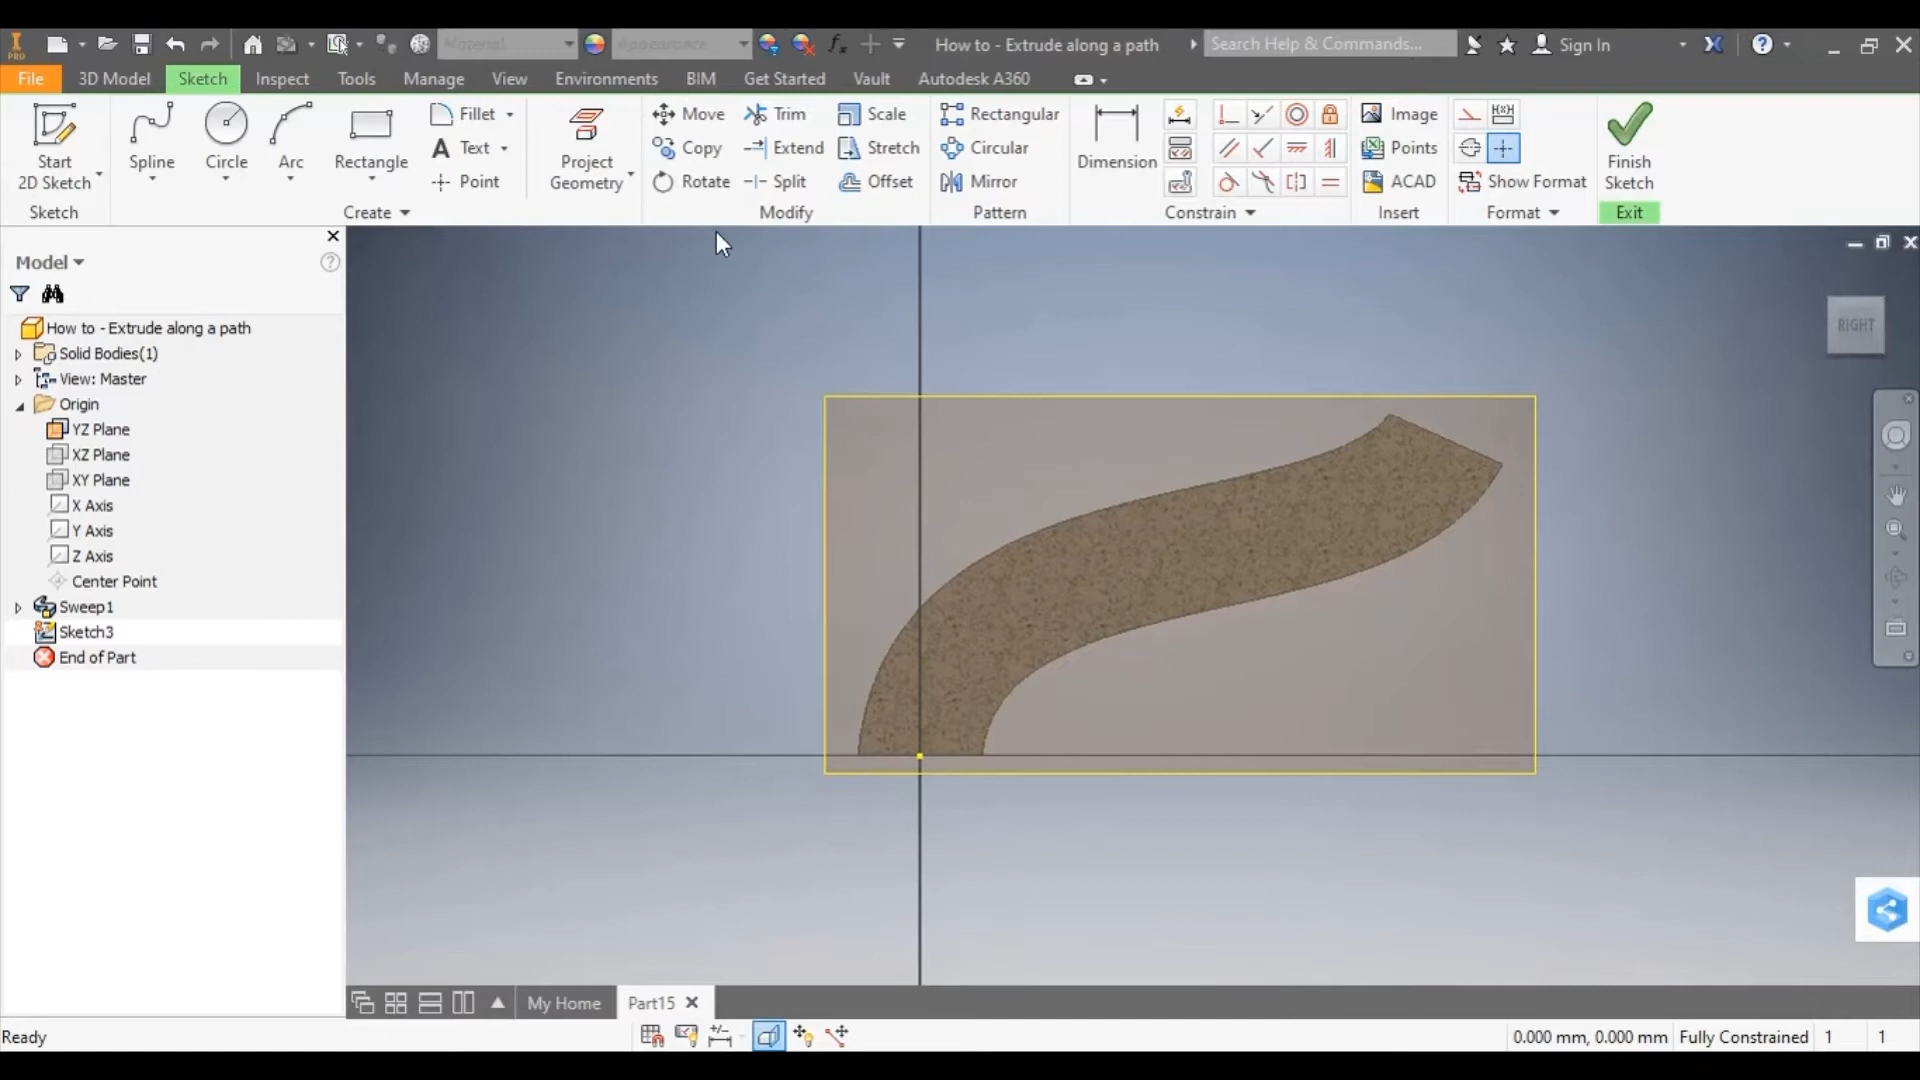 PRO
Material
Appearance
How to - Extrude along a path
Search Help & Commands...
Sign In
File
3D Model
Sketch
Inspect
Tools
Manage
View
Environments
BIM
Get Started
Vault
Autodesk A360
Start
2D Sketch
Spline
Circle
Arc
Rectangle
Fillet
Text
Point
Project
Geometry
Move
Copy
Rotate
Trim
Extend
Split
Scale
Stretch
Offset
Rectangular
Circular
Mirror
Dimension
Image
Points
ACAD
Show Format
Finish
Sketch
Sketch
Create
Modify
Pattern
Constrain
Insert
Format
Exit
Model
How to - Extrude along a path
Solid Bodies(1)
View: Master
Origin
YZ Plane
XZ Plane
XY Plane
X Axis
Y Axis
Z Axis
Center Point
Sweep1
Sketch3
End of Part
RIGHT
My Home
Part15
Ready
0.000 mm, 0.000 mm
Fully Constrained
1
1